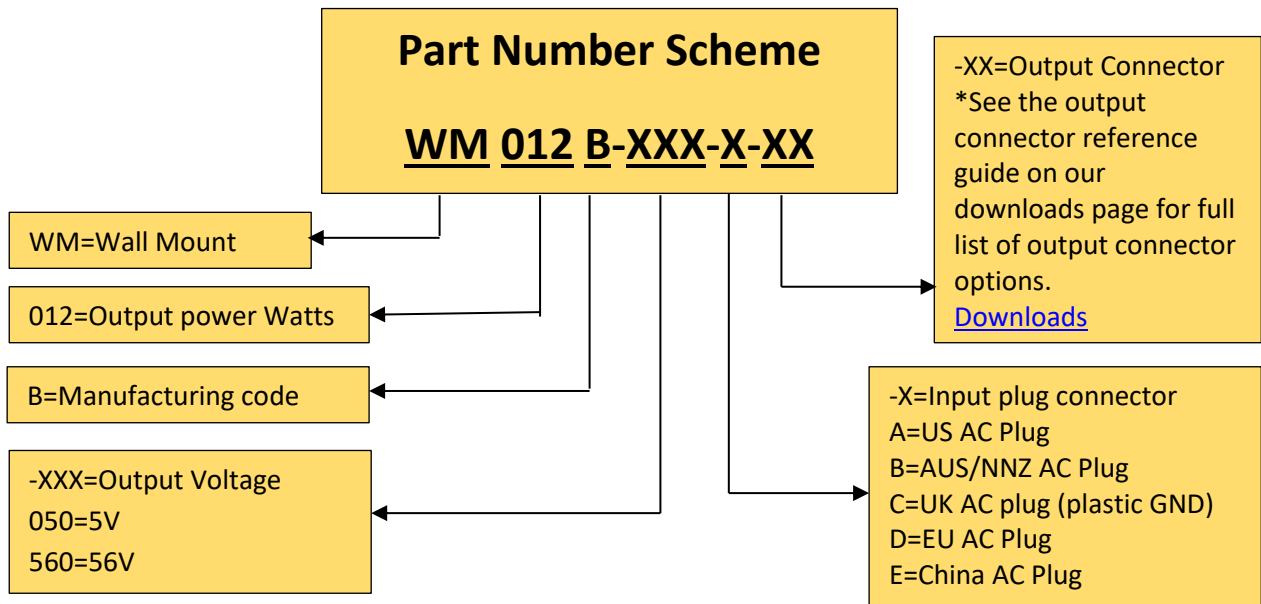 Part Number Scheme
WM 012 B-XXX-X-XX
-XX=Output Connector
*See the output
connector reference
guide on our
downloads page for full
list of output connector
options.
Downloads
WM=Wall Mount
012=Output power Watts
B=Manufacturing code
-XXX=Output Voltage
050=5V
560=56V
-X=Input plug connector
A=US AC Plug
B=AUS/NNZ AC Plug
C=UK AC plug (plastic GND)
D=EU AC Plug
E=China AC Plug